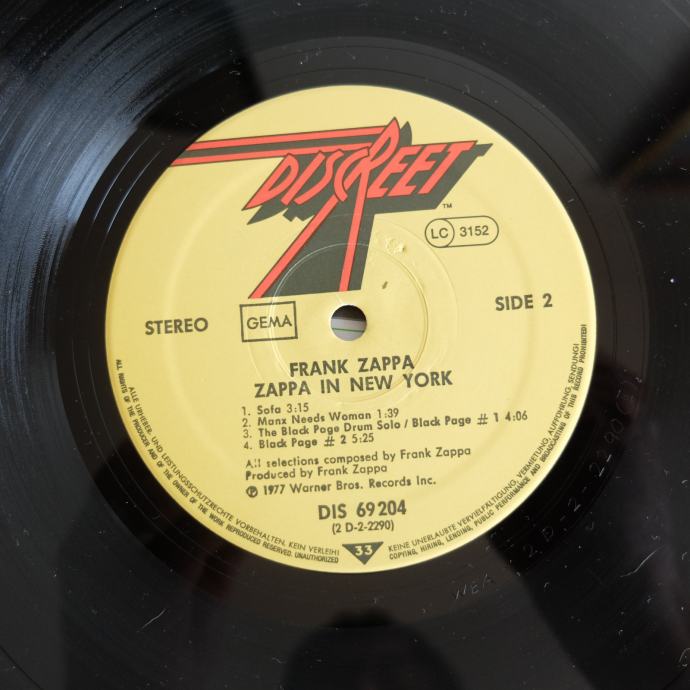 DISCREET
TM
LC 3152
STEREO
GEMA
SIDE 2
FRANK ZAPPA
ZAPPA IN NEW YORK
1. Sofa 3:15
2. Manx Needs Woman 1:39
3. The Black Page Drum Solo / Black Page # 1 4:06
4. Black Page # 2 5:25
All selections composed by Frank Zappa
Produced by Frank Zappa
℗ 1977 Warner Bros. Records Inc.
DIS 69 204
(2 D-2-2290)
33
ALLE URHEBER- UND LEISTUNGSSCHUTZRECHTE VORBEHALTEN. KEIN VERLEIH! KEINE UNERLAUBTE VERVIELFÄLTIGUNG, VERMIETUNG, AUFFÜHRUNG, SENDUNG!
ALL RIGHTS OF THE PRODUCER AND OF THE OWNER OF THE WORK REPRODUCED RESERVED. UNAUTHORIZED COPYING, HIRING, LENDING, PUBLIC PERFORMANCE AND BROADCASTING OF THIS RECORD PROHIBITED!